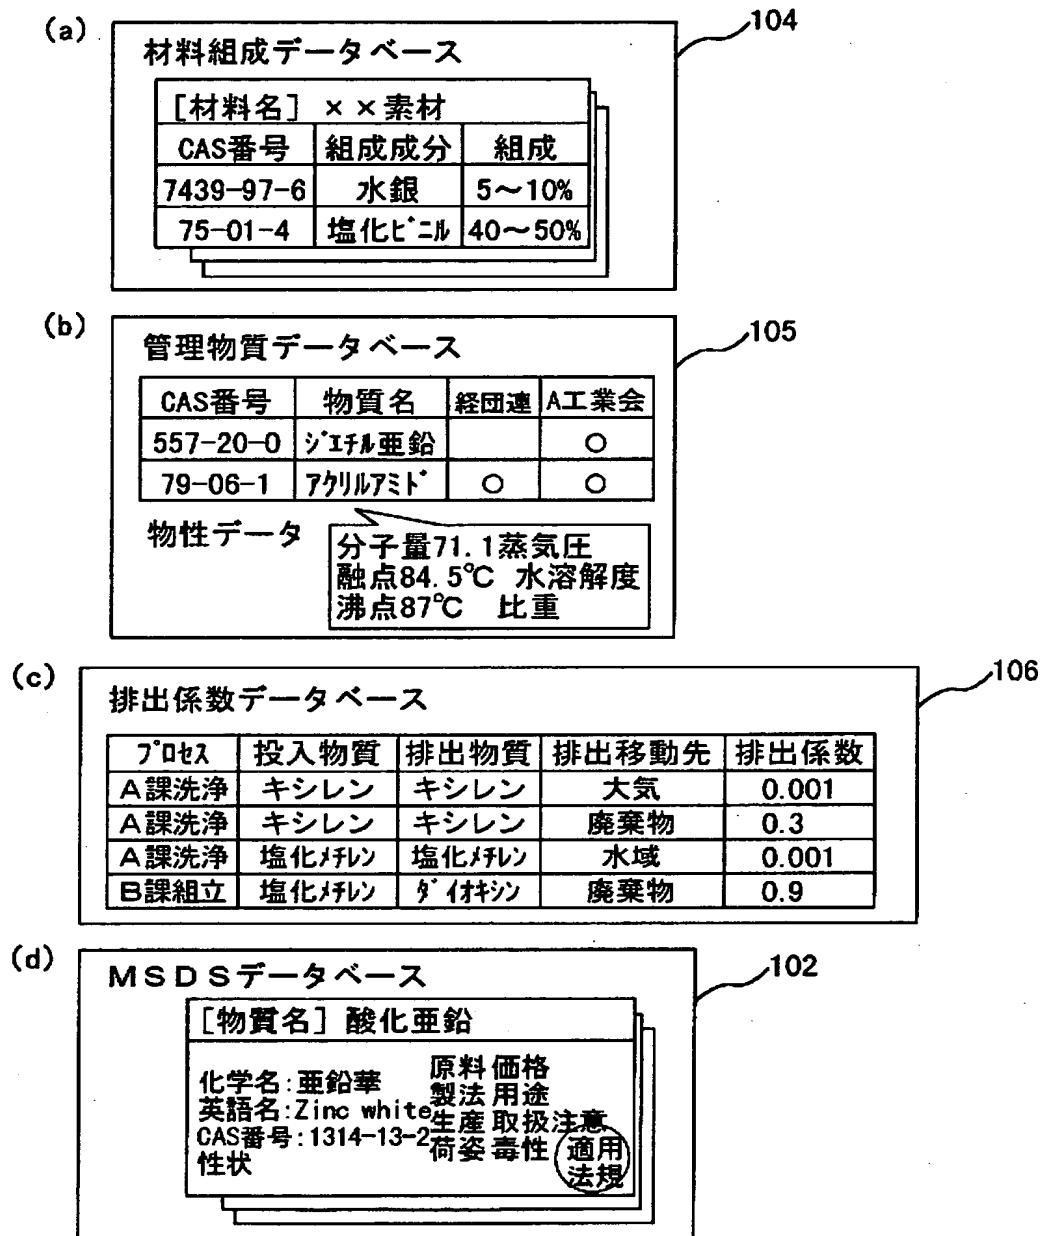 (a)
104
材料組成データベース
[材料名] ××素材
CAS番号 組成成分 組成
7439-97-6 水銀 5～10%
75-01-4 塩化ﾋﾞﾆﾙ 40～50%
(b)
105
管理物質データベース
CAS番号 物質名 経団連 A工業会
557-20-0 ｼﾞｴﾁﾙ亜鉛 ○
79-06-1 ｱｸﾘﾙｱﾐﾄﾞ ○ ○
物性データ
分子量71.1蒸気圧
融点84.5℃ 水溶解度
沸点87℃ 比重
(c)
106
排出係数データベース
ﾌﾟﾛｾｽ 投入物質 排出物質 排出移動先 排出係数
A課洗浄 キシレン キシレン 大気 0.001
A課洗浄 キシレン キシレン 廃棄物 0.3
A課洗浄 塩化ﾒﾁﾚﾝ 塩化ﾒﾁﾚﾝ 水域 0.001
B課組立 塩化ﾒﾁﾚﾝ ﾀﾞｲｵｷｼﾝ 廃棄物 0.9
(d)
102
MSDSデータベース
[物質名] 酸化亜鉛
化学名:亜鉛華
英語名:Zinc white
CAS番号:1314-13-2
性状
原料 価格
製法 用途
生産 取扱注意
荷姿 毒性 適用
法規